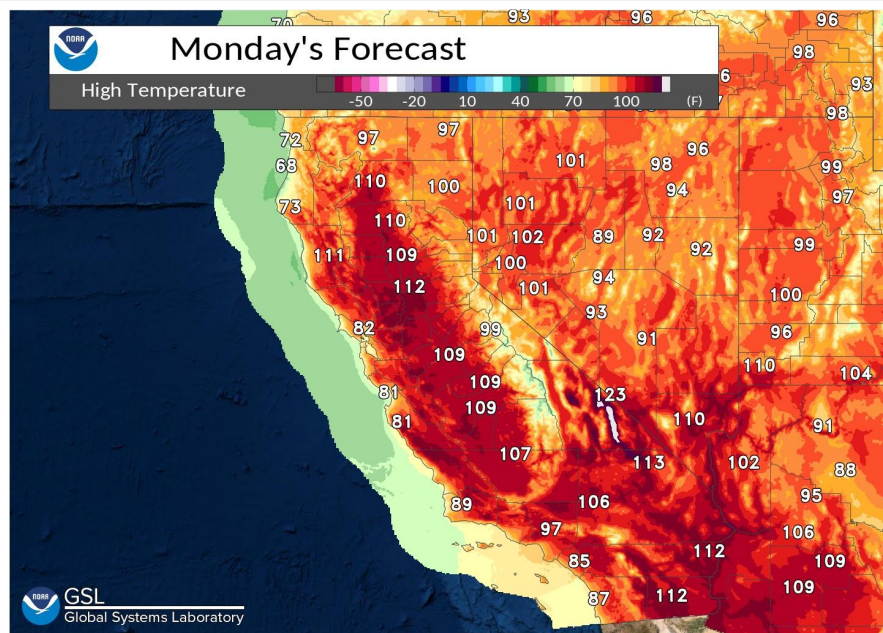 70 93 96 96
NOAA
Monday's Forecast
98
High Temperature
-50 -20 10 40 70 100 (F)
93
98
72 97 97
96
68 101 98 99
110 100 94 97
73 101
110
101 102 89 92 99
111 109 100 92
94
112 101 100
93
82 99 91 96
109 110
109 104
81 123
109
81 110 91
107 113 102 88
89 106 95
97 106
85 112 109
109
87 112
NOAA
GSL
Global Systems Laboratory